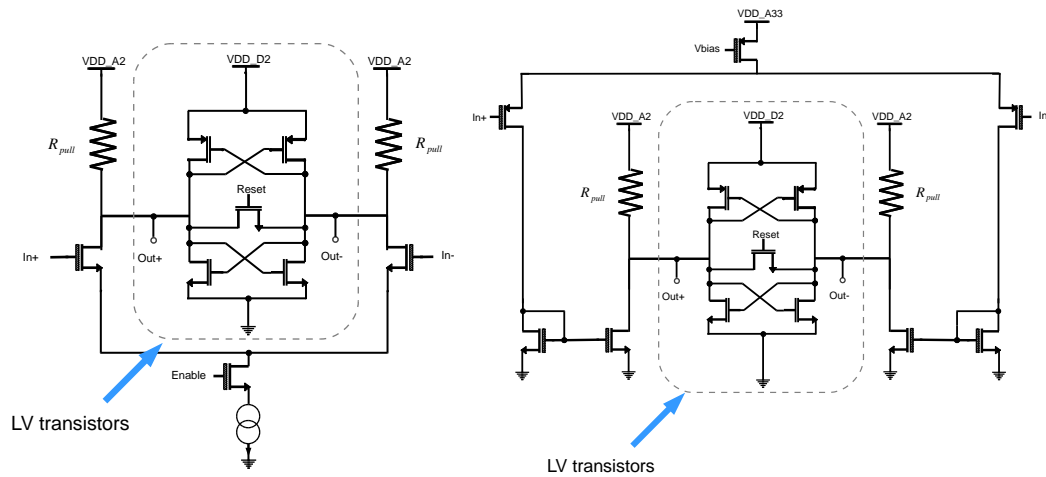 VDD_A2
VDD_D2
VDD_A2
R pull
R pull
Reset
In+
Out+
Out-
In-
Enable
LV transistors
VDD_A33
Vbias
In+
In
VDD_A2
VDD_D2
VDD_A2
R pull
R pull
Reset
Out+
Out-
LV transistors